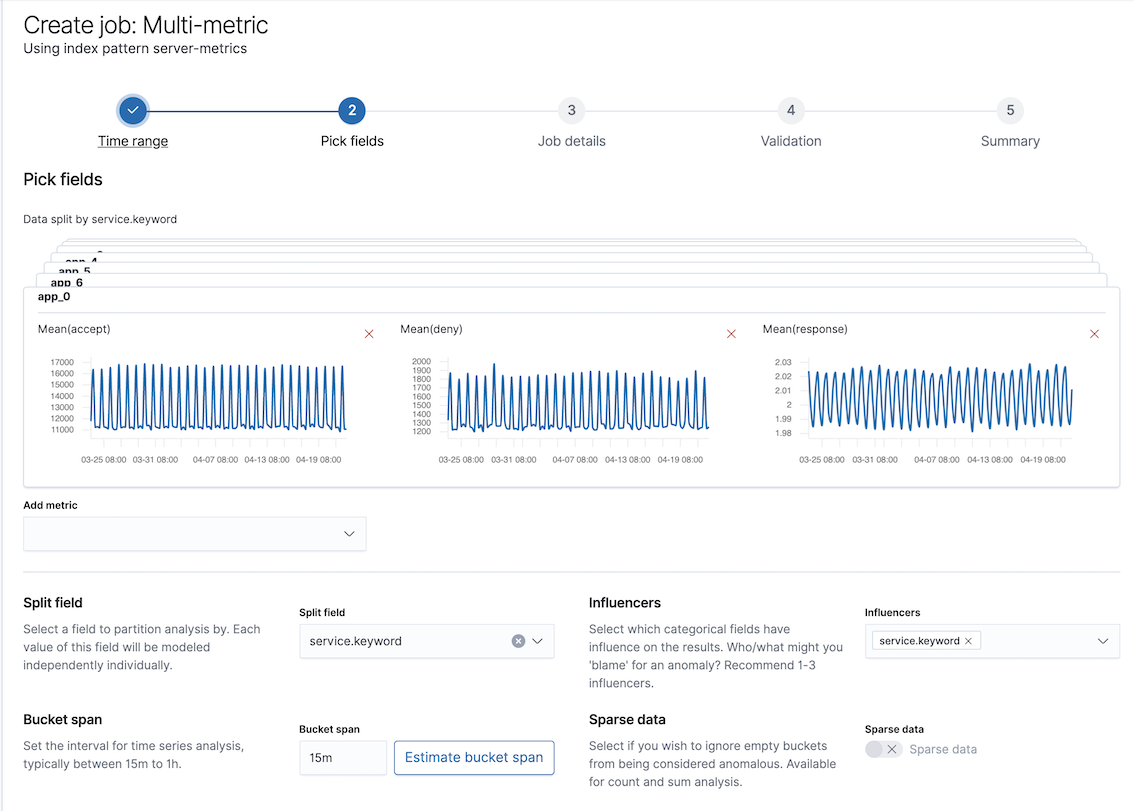 Create job: Multi-metric
Using index pattern server-metrics
2
3
4
5
Time range
Pick fields
Job details
Validation
Summary
Pick fields
Data split by service.keyword
app_4
app_5
app_6
app_0
Mean(accept)
17000
16000
15000
14000
13000
12000
11000
03-25 08:00 03-31 08:00 04-07 08:00 04-13 08:00 04-19 08:00
Mean(deny)
2000
1900
1800
1700
1600
1500
1400
1300
1200
03-25 08:00 03-31 08:00 04-07 08:00 04-13 08:00 04-19 08:00
Mean(response)
2.03
2.02
2.01
2
1.99
1.98
03-25 08:00 03-31 08:00 04-07 08:00 04-13 08:00 04-19 08:00
Add metric
Split field
Select a field to partition analysis by. Each
value of this field will be modeled
independently individually.
Split field
service.keyword
Influencers
Select which categorical fields have
influence on the results. Who/what might you
'blame' for an anomaly? Recommend 1-3
influencers.
Influencers
service.keyword
Bucket span
Set the interval for time series analysis,
typically between 15m to 1h.
Bucket span
15m
Estimate bucket span
Sparse data
Select if you wish to ignore empty buckets
from being considered anomalous. Available
for count and sum analysis.
Sparse data
Sparse data